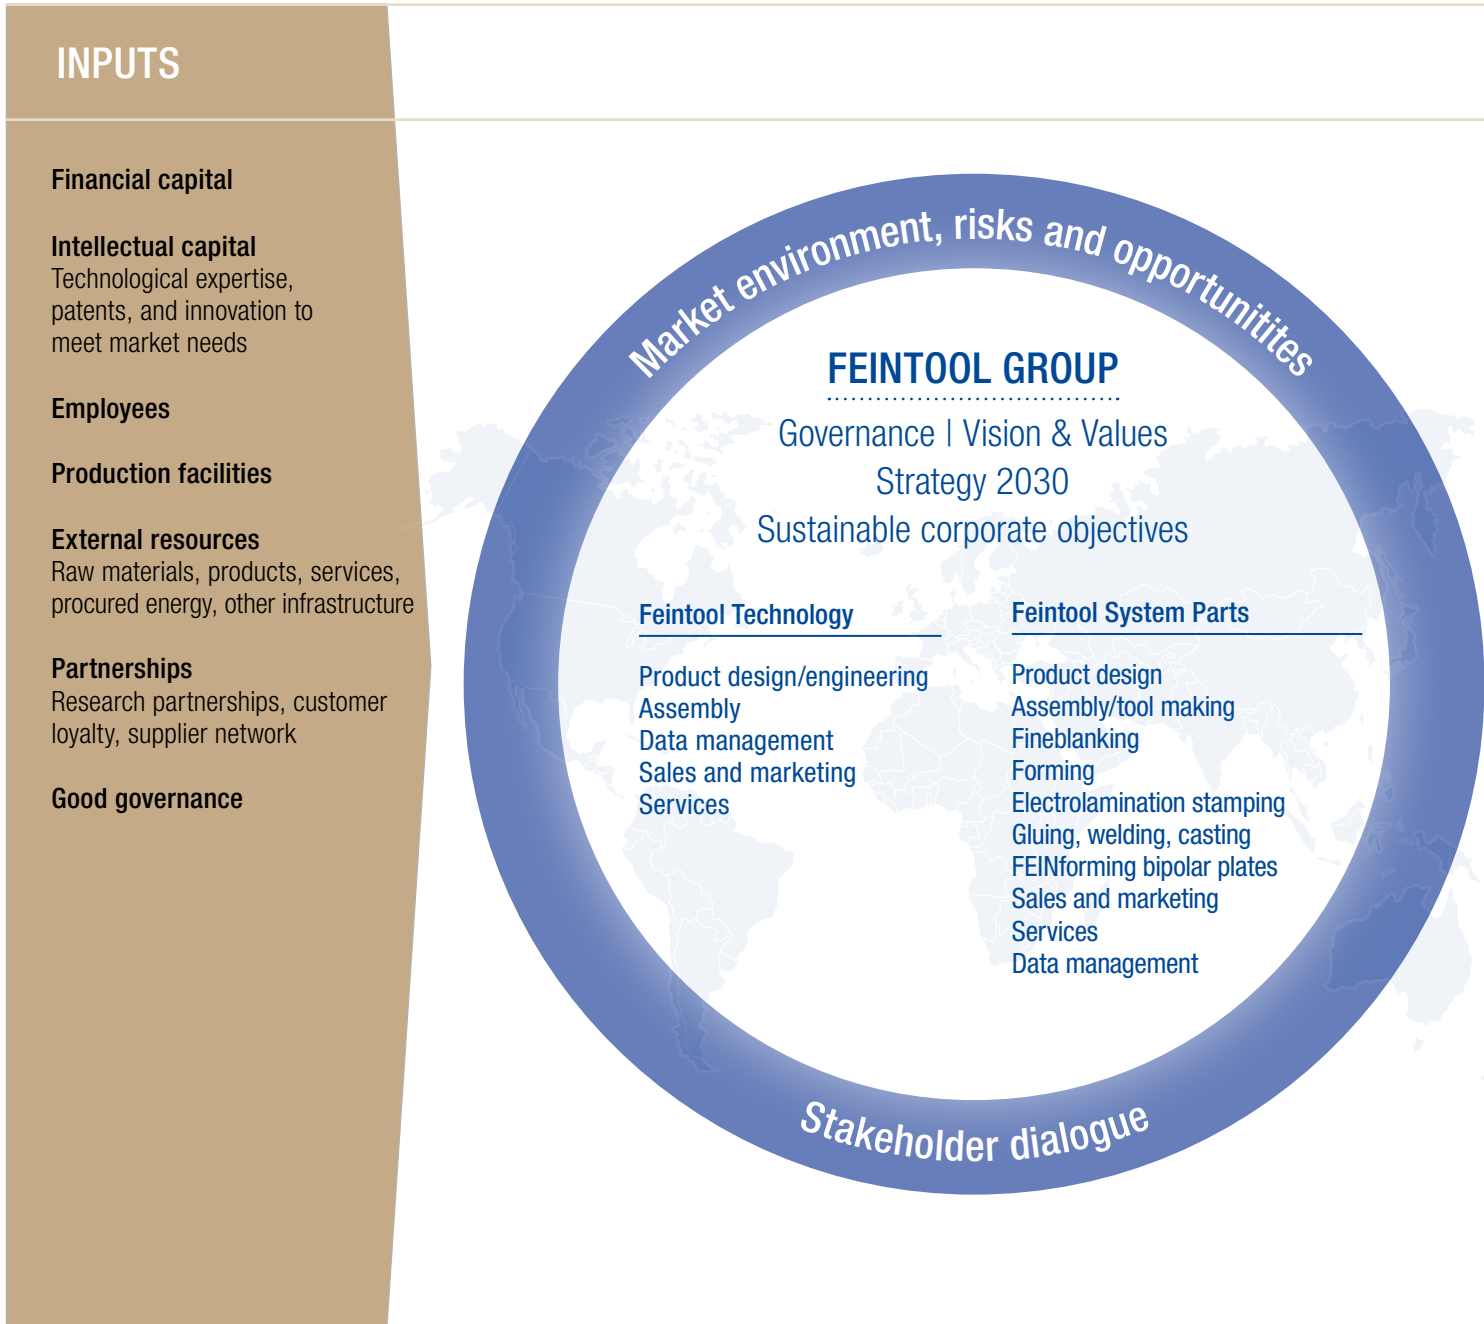 INPUTS
Financial capital
Intellectual capital
Technological expertise,
patents, and innovation to
meet market needs
Employees
Production facilities
External resources
Raw materials, products, services,
procured energy, other infrastructure
Partnerships
Research partnerships, customer
loyalty, supplier network
Good governance
Market environment, risks and opportunitites
FEINTOOL GROUP
Governance | Vision & Values
Strategy 2030
Sustainable corporate objectives
Feintool Technology
Product design/engineering
Assembly
Data management
Sales and marketing
Services
Feintool System Parts
Product design
Assembly/tool making
Fineblanking
Forming
Electrolamination stamping
Gluing, welding, casting
FEINforming bipolar plates
Sales and marketing
Services
Data management
Stakeholder dialogue